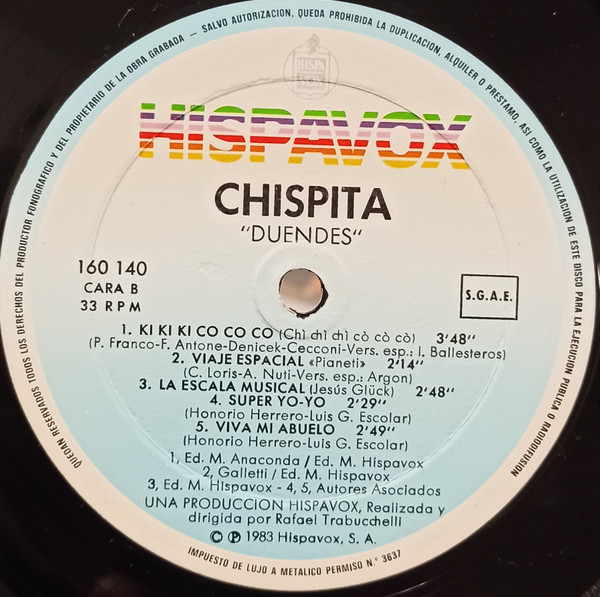 QUEDAN RESERVADOS TODOS LOS DERECHOS DEL PRODUCTOR FONOGRAFICO Y DEL PROPIETARIO DE LA OBRA GRABADA — SALVO AUTORIZACION, QUEDA PROHIBIDA LA DUPLICACION, ALQUILER O PRESTAMO, ASI COMO LA UTILIZACION DE ESTE DISCO PARA LA EJECUCION PUBLICA O RADIODIFUSION
HISPA
VOX
HISPAVOX
CHISPITA
"DUENDES"
160 140
CARA B
33 RPM
S.G.A.E.
1. KI KI KI CO CO CO (Chì chì chì cò cò cò) 3'48''
(P. Franco-F. Antone-Denicek-Cecconi-Vers. esp.: I. Ballesteros)
2. VIAJE ESPACIAL «Pianeti» 2'14''
(C. Loris-A. Nuti-Vers. esp.: Argon)
3. LA ESCALA MUSICAL (Jesús Glück) 2'48''
4. SUPER YO-YO 2'29''
(Honorio Herrero-Luis G. Escolar)
5. VIVA MI ABUELO 2'49''
(Honorio Herrero-Luis G. Escolar)
1, Ed. M. Anaconda / Ed. M. Hispavox
2, Galletti / Ed. M. Hispavox
3, Ed. M. Hispavox - 4, 5, Autores Asociados
UNA PRODUCCION HISPAVOX, Realizada y
dirigida por Rafael Trabucchelli
© ℗ 1983 Hispavox, S. A.
IMPUESTO DE LUJO A METALICO PERMISO N.° 3637